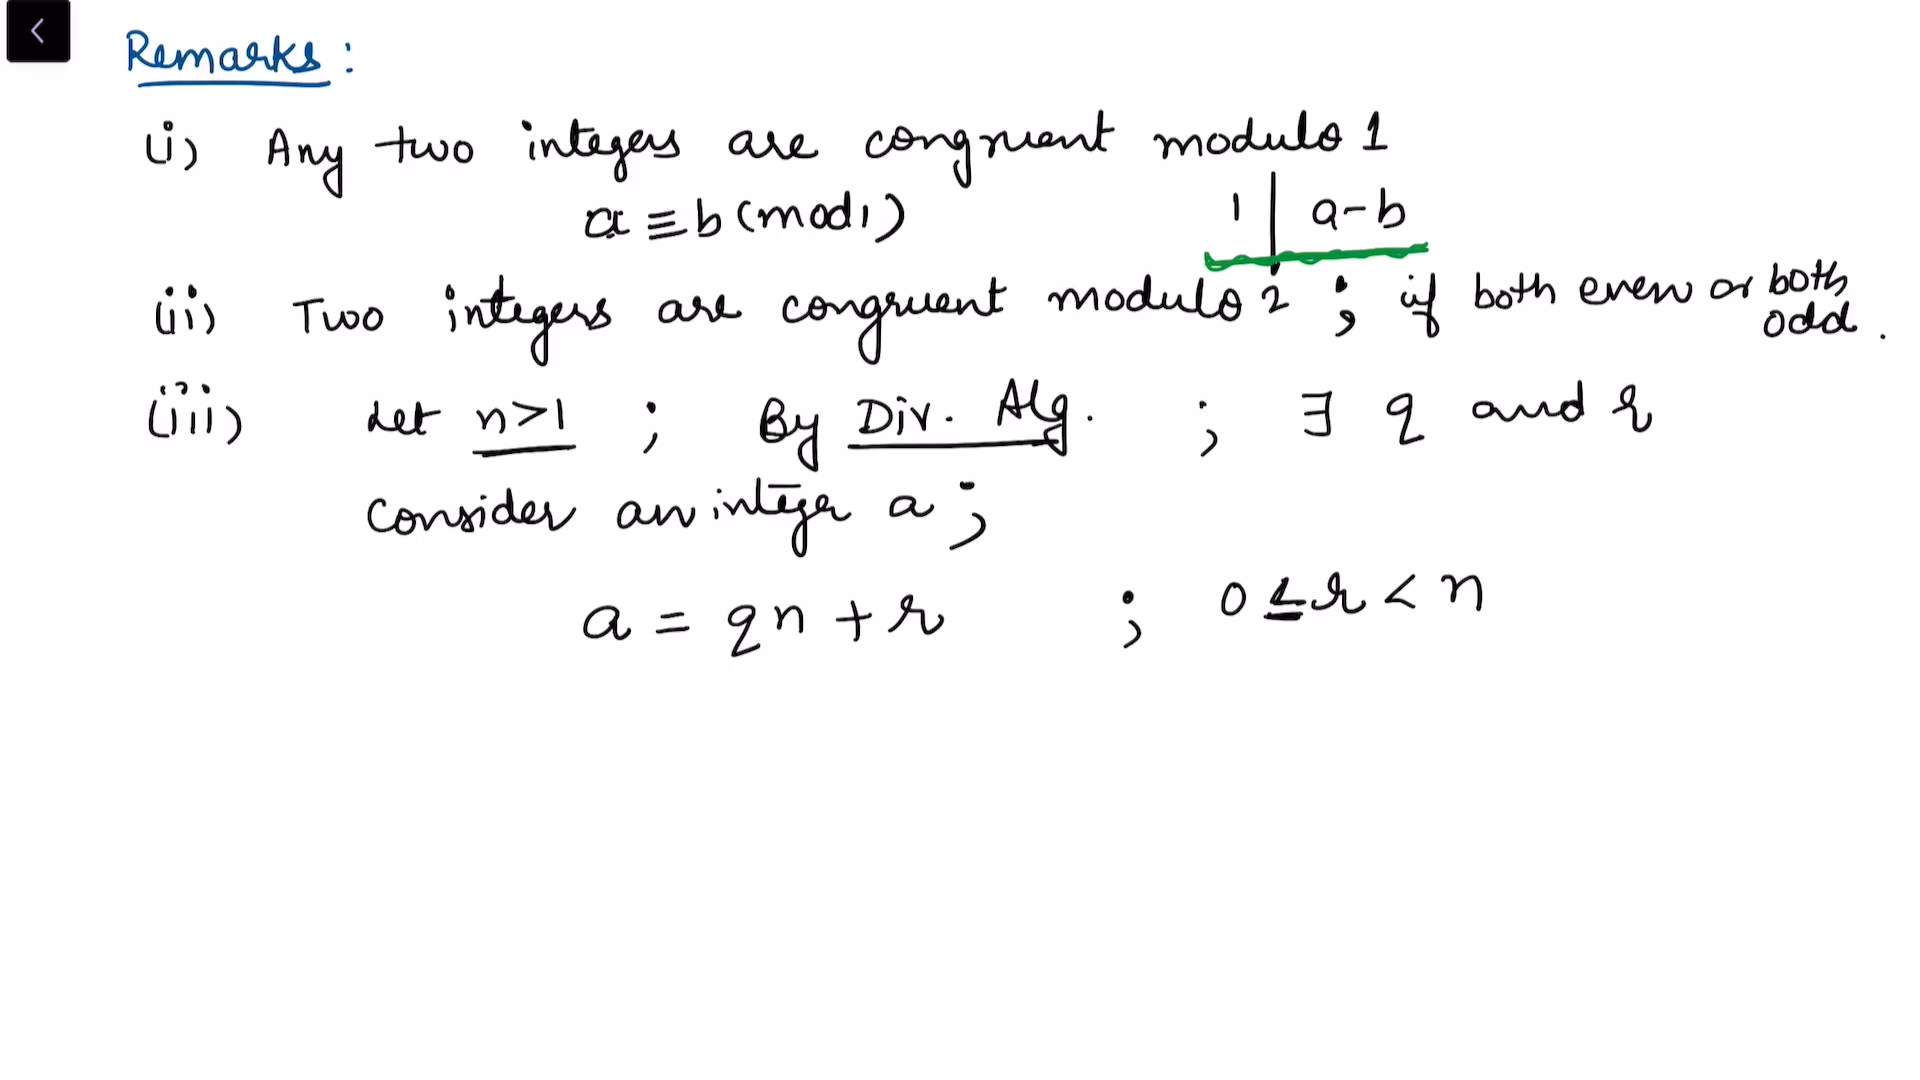 Remarks :
(i) Any two integers are congruent modulo 1
a ≡ b (mod 1) 1 | a-b
(ii) Two integers are congruent modulo 2 ; if both even or both odd.
(iii) Let n>1 ; By Div. Alg. ; ∃ q and r
Consider an integer a ;
a = qn + r ; 0 ≤ r < n